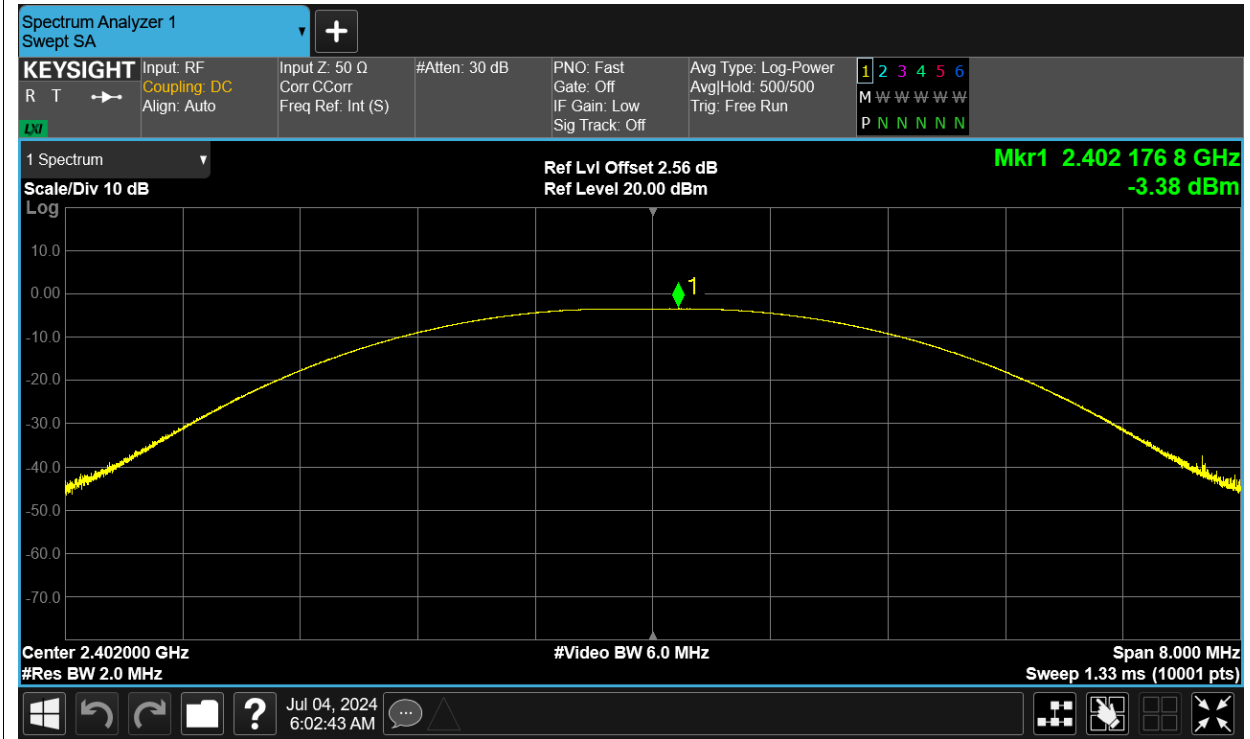 Spectrum Analyzer 1
Swept SA
KEYSIGHT
R T
LXI
Input: RF
Coupling: DC
Align: Auto
Input Z: 50 Ω
Corr CCorr
Freq Ref: Int (S)
#Atten: 30 dB
PNO: Fast
Gate: Off
IF Gain: Low
Sig Track: Off
Avg Type: Log-Power
Avg|Hold: 500/500
Trig: Free Run
1 2 3 4 5 6
M W W W W W W
P N N N N N N
1 Spectrum
Scale/Div 10 dB
Log
Ref Lvl Offset 2.56 dB
Ref Level 20.00 dBm
Mkr1 2.402 176 8 GHz
-3.38 dBm
1
10.0
0.00
-10.0
-20.0
-30.0
-40.0
-50.0
-60.0
-70.0
Center 2.402000 GHz
#Res BW 2.0 MHz
#Video BW 6.0 MHz
Span 8.000 MHz
Sweep 1.33 ms (10001 pts)
?
Jul 04, 2024
6:02:43 AM